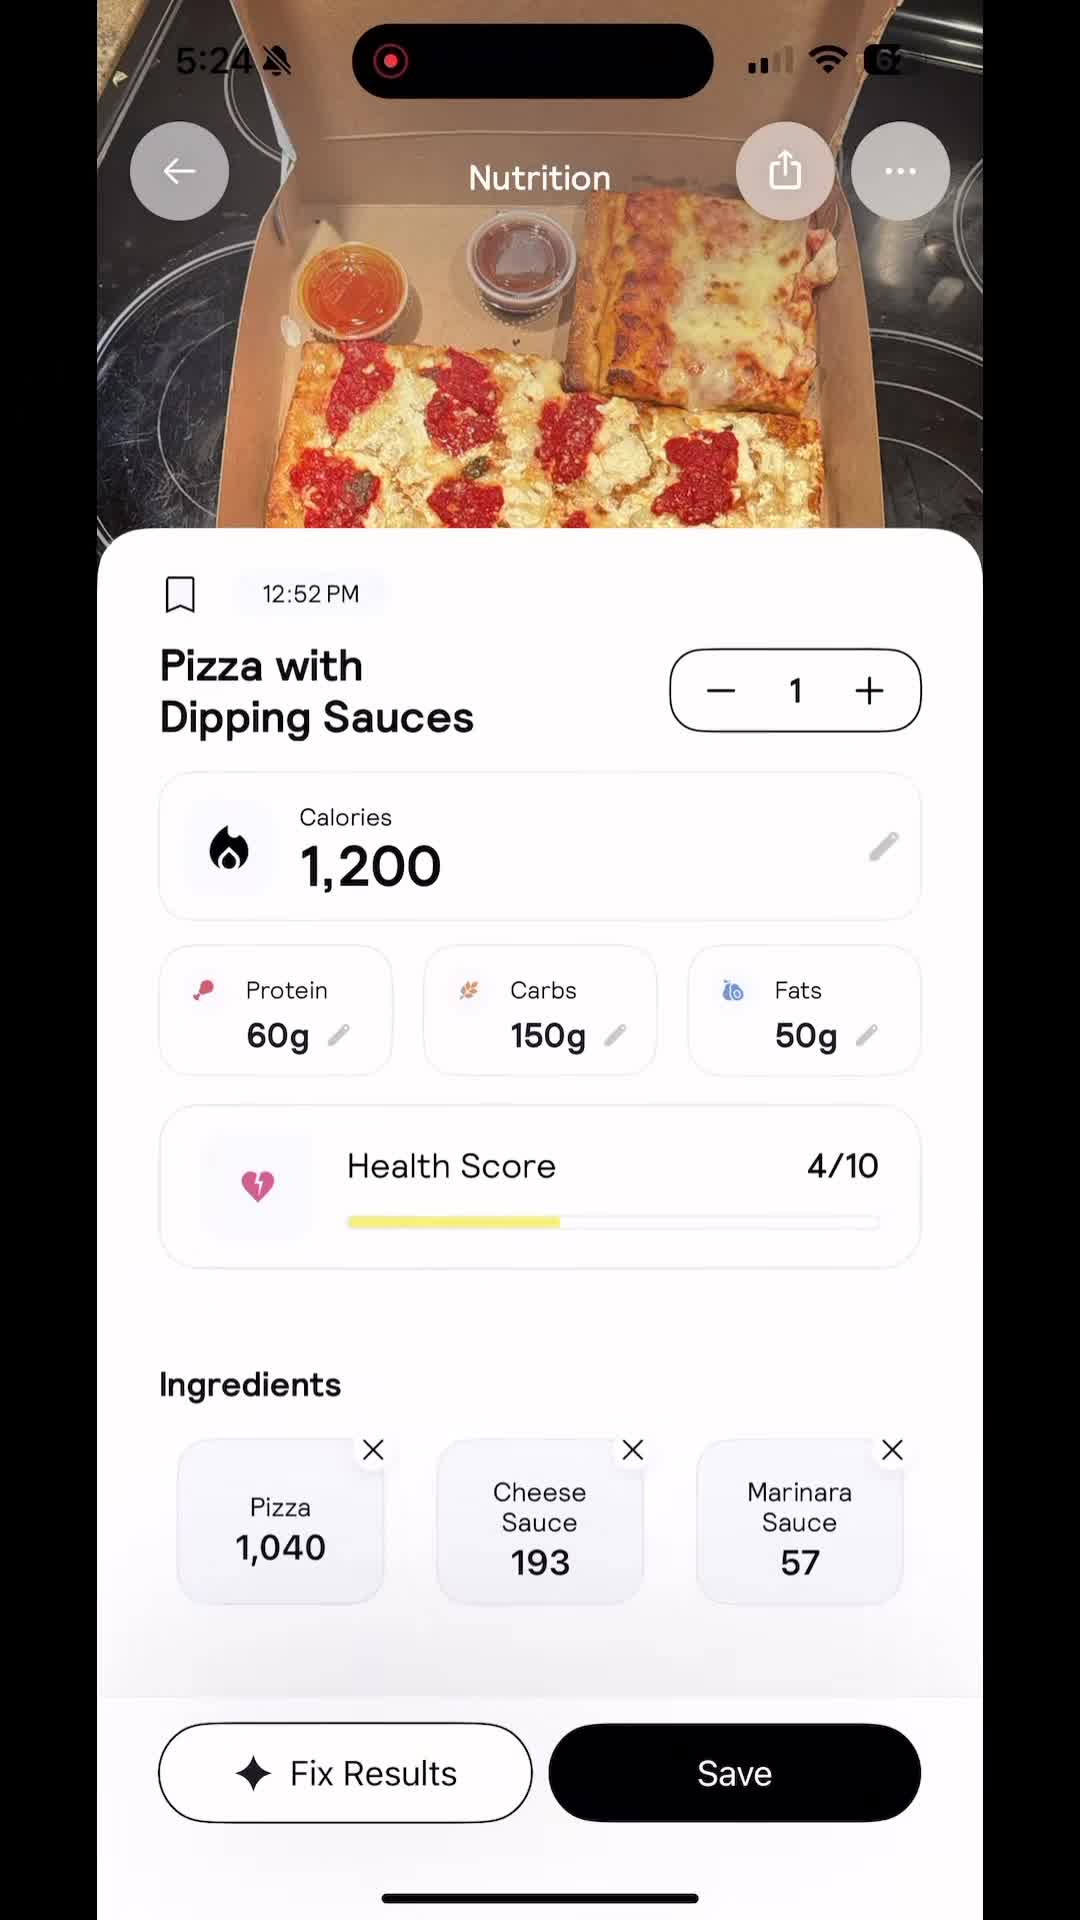 5:24
Nutrition
12:52 PM
Pizza with
Dipping Sauces
1
Calories
1,200
Protein
60g
Carbs
150g
Fats
50g
Health Score
4/10
Ingredients
Pizza
1,040
Cheese
Sauce
193
Marinara
Sauce
57
Fix Results
Save